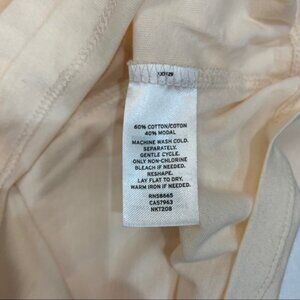 60% COTTON/COTON
40% MODAL
MACHINE WASH COLD.
SEPARATELY.
GENTLE CYCLE.
ONLY NON-CHLORINE
BLEACH IF NEEDED.
RESHAPE.
LAY FLAT TO DRY.
WARM IRON IF NEEDED.
RN58665
CA57963
NKT208